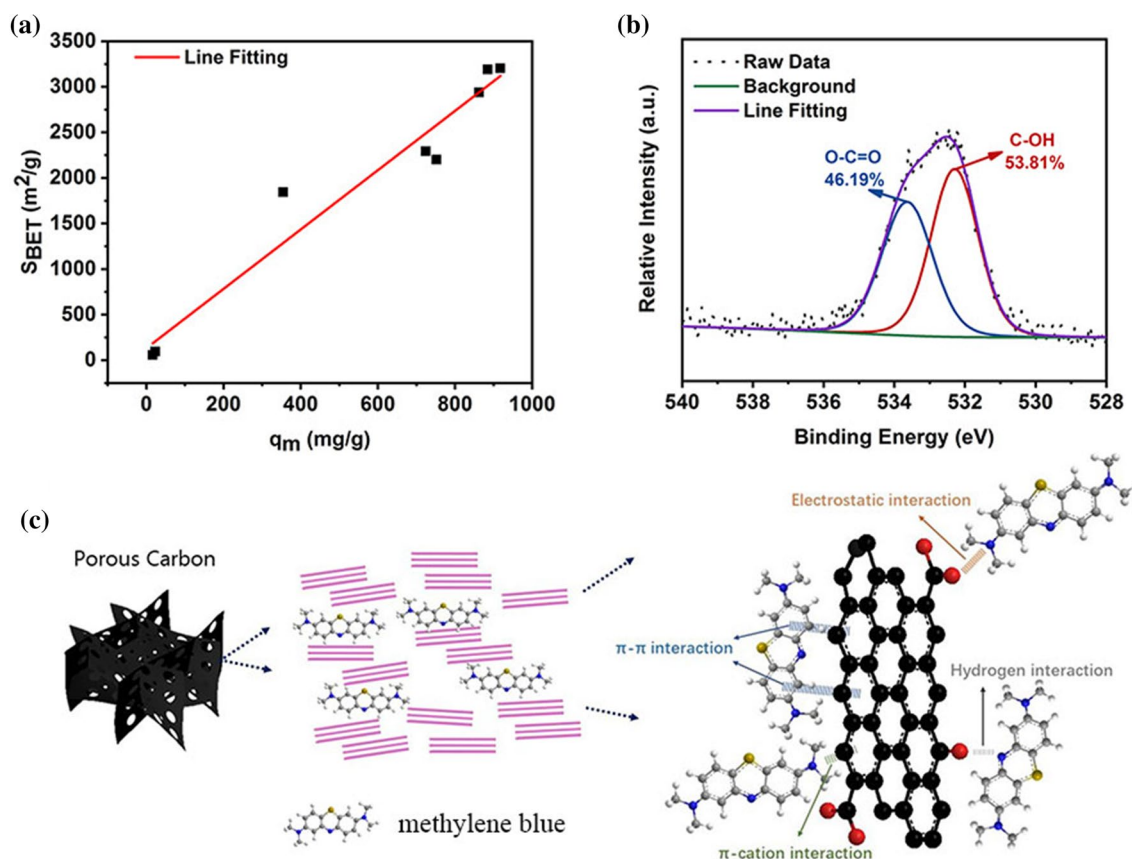 (a)
3500
3000
2500
2000
1500
1000
500
0
S_BET (m²/g)
Line Fitting
0 200 400 600 800 1000
q_m (mg/g)
(b)
Relative Intensity (a.u.)
Raw Data
Background
Line Fitting
O-C=O
46.19%
C-OH
53.81%
540 538 536 534 532 530 528
Binding Energy (eV)
(c)
Porous Carbon
methylene blue
Electrostatic interaction
π-π interaction
Hydrogen interaction
π-cation interaction